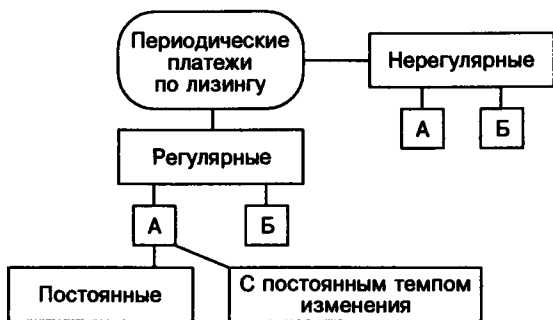 Периодические
платежи
по лизингу
Нерегулярные
А
Б
Регулярные
А
Б
Постоянные
С постоянным темпом
изменения